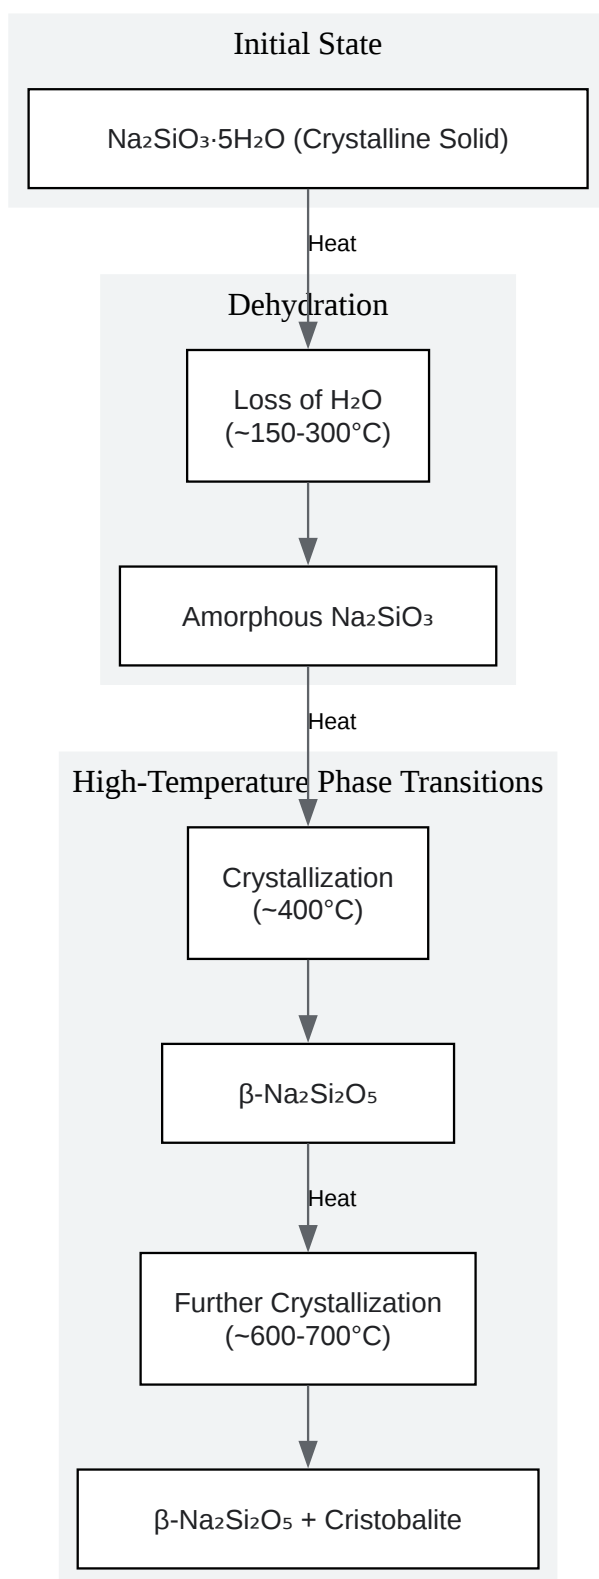 Initial State
Na₂SiO₃·5H₂O (Crystalline Solid)
Heat
Dehydration
Loss of H₂O
(~150-300°C)
Amorphous Na₂SiO₃
Heat
High-Temperature Phase Transitions
Crystallization
(~400°C)
β-Na₂Si₂O₅
Heat
Further Crystallization
(~600-700°C)
β-Na₂Si₂O₅ + Cristobalite